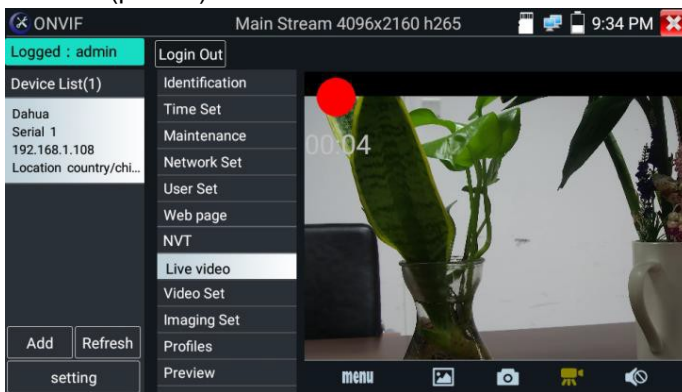 ONVIF
Main Stream 4096x2160 h265
9:34 PM
Logged : admin
Login Out
Device List(1)
Dahua
Serial 1
192.168.1.108
Location country/chi...
Identification
Time Set
Maintenance
Network Set
User Set
Web page
NVT
Live video
Video Set
Imaging Set
Profiles
Preview
00:04
Add
Refresh
setting
menu